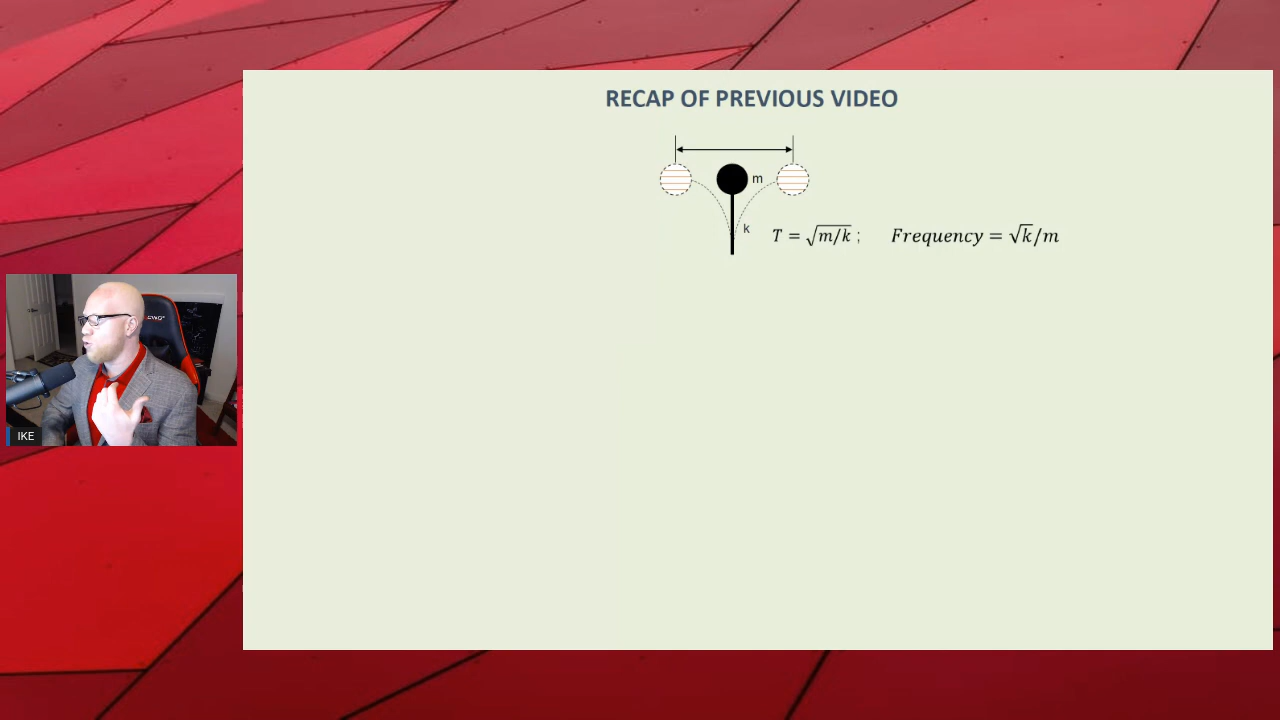 RECAP OF PREVIOUS VIDEO
m
k
T = √m/k ; Frequency = √k/m
IKE